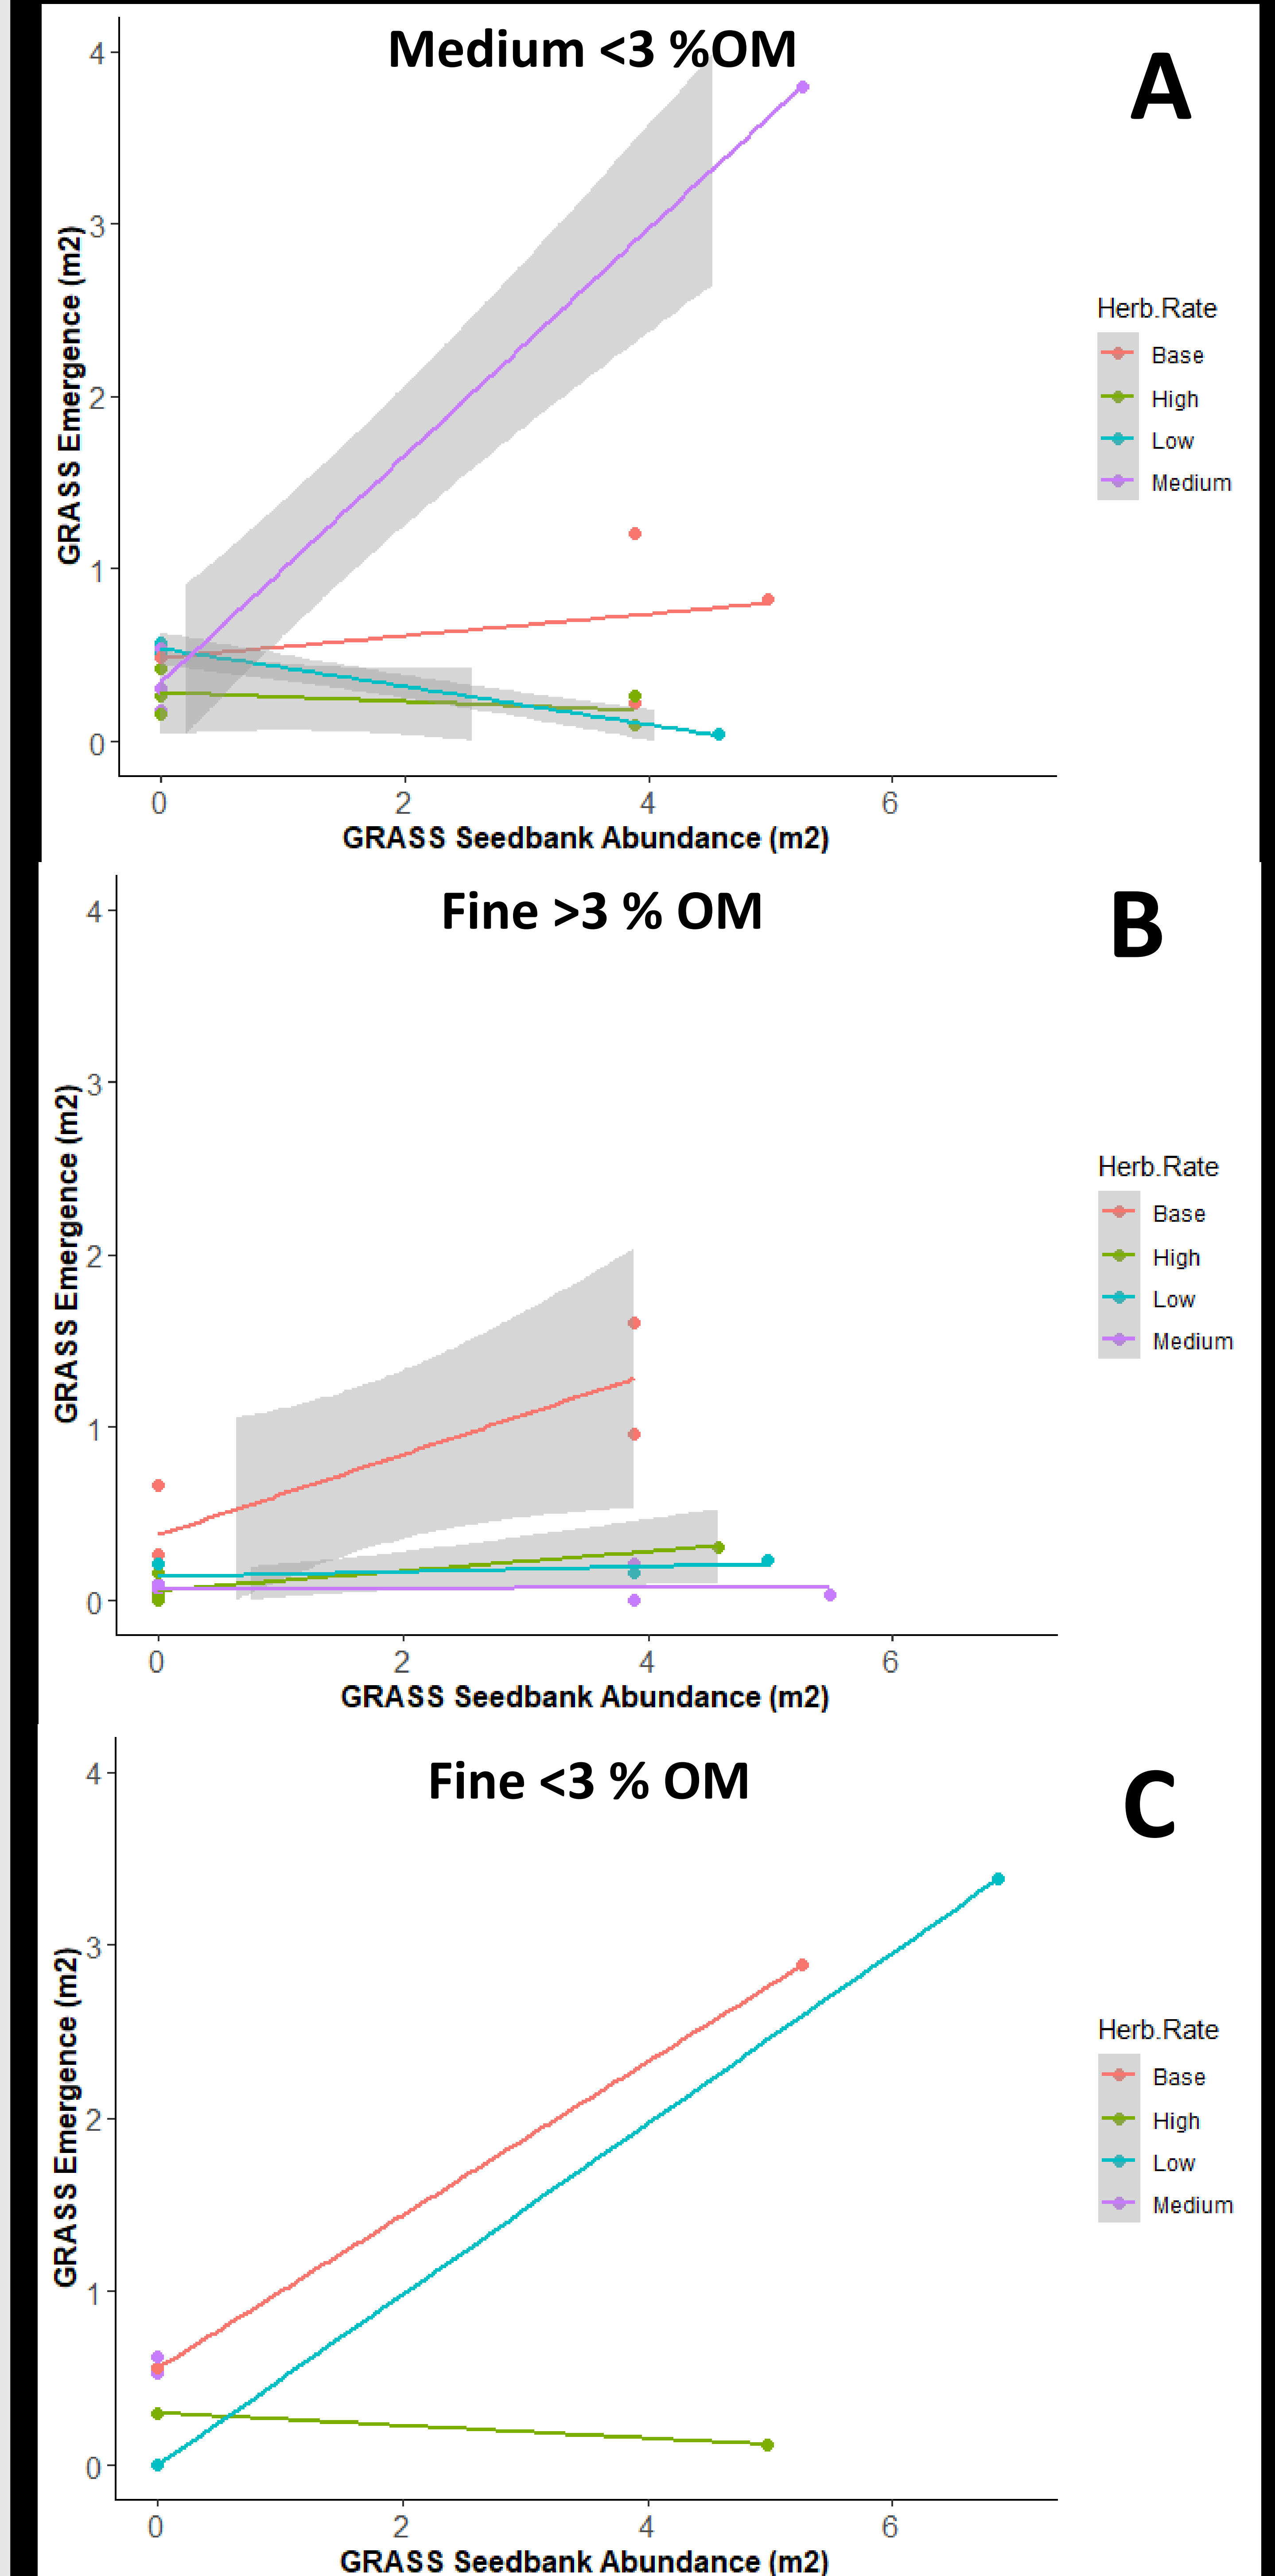 Medium <3 %OM
A
4
3
2
1
0
GRASS Emergence (m2)
0 2 4 6
GRASS Seedbank Abundance (m2)
Herb.Rate
Base
High
Low
Medium
Fine >3 % OM
B
4
3
2
1
0
GRASS Emergence (m2)
0 2 4 6
GRASS Seedbank Abundance (m2)
Herb.Rate
Base
High
Low
Medium
Fine <3 % OM
C
4
3
2
1
0
GRASS Emergence (m2)
0 2 4 6
GRASS Seedbank Abundance (m2)
Herb.Rate
Base
High
Low
Medium